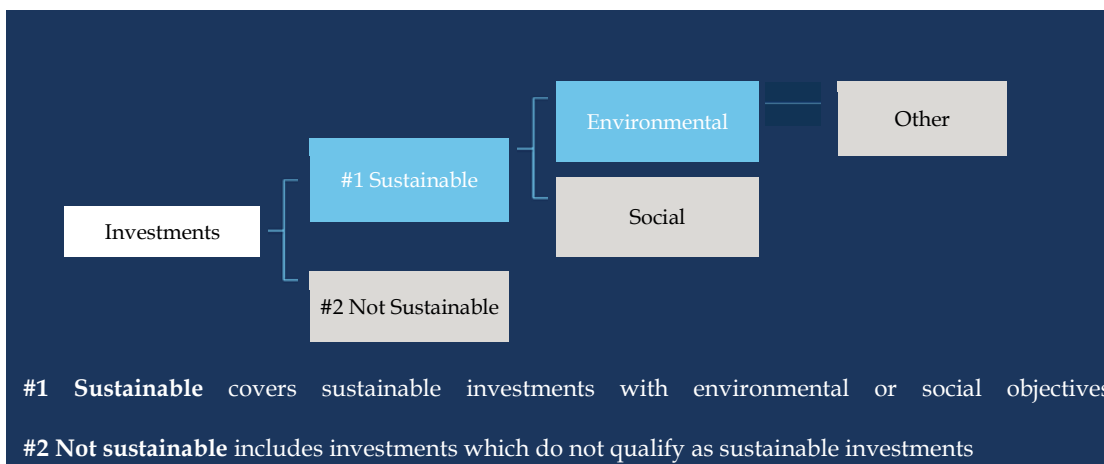 Environmental
Other
#1 Sustainable
Social
Investments
#2 Not Sustainable
#1 Sustainable covers sustainable investments with environmental or social objectives
#2 Not sustainable includes investments which do not qualify as sustainable investments